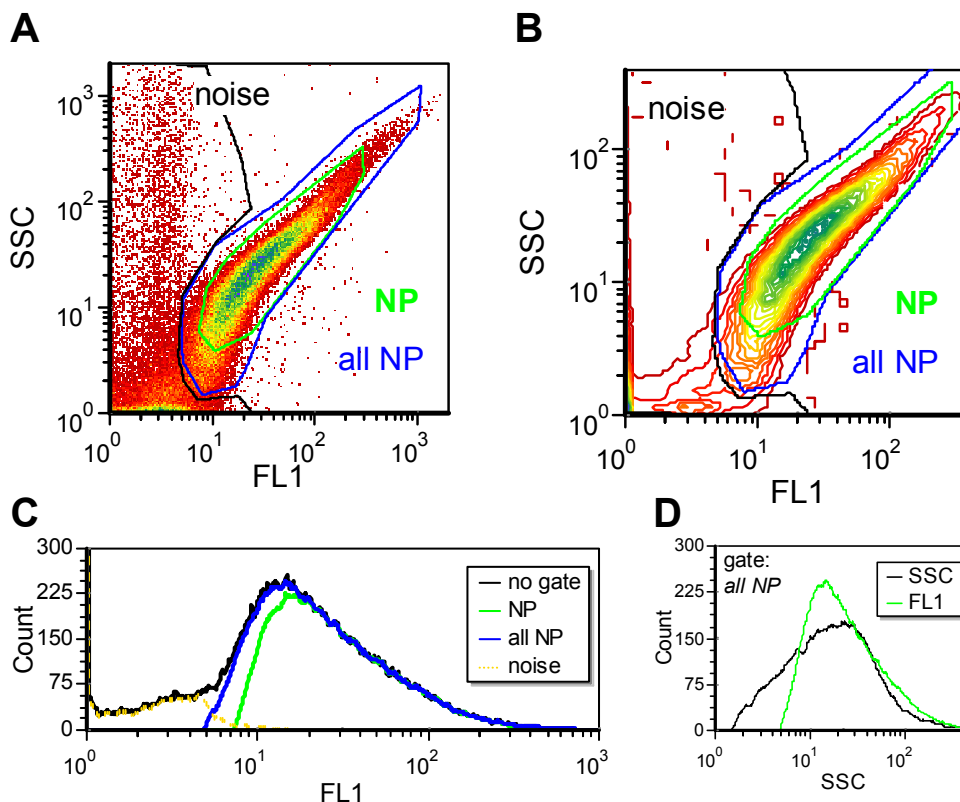 A
SSC
10³
10²
10¹
10⁰
noise
NP
all NP
10⁰
10¹
10²
10³
FL1
B
SSC
10²
10¹
10⁰
noise
NP
all NP
10⁰
10¹
10²
FL1
C
Count
300
225
150
75
0
no gate
NP
all NP
noise
10⁰
10¹
10²
10³
FL1
D
Count
300
225
150
75
0
gate:
all NP
SSC
FL1
10⁰
10¹
10²
SSC